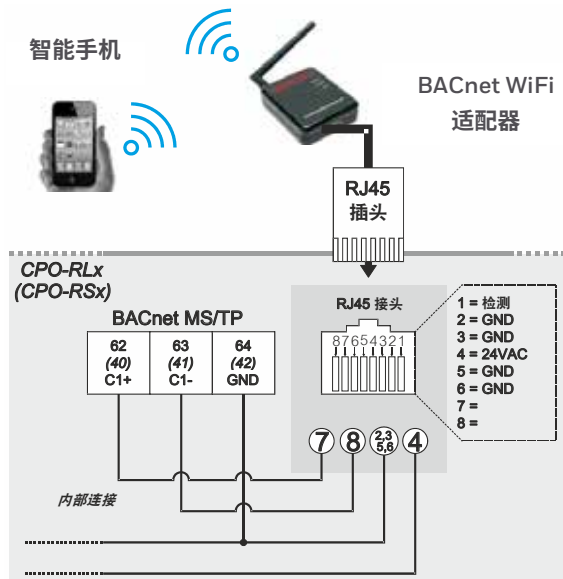 智能手机
BACnet WiFi
适配器
RJ45
插头
CPO-RLx
(CPO-RSx)
BACnet MS/TP
62 63 64
(40) (41) (42)
C1+ C1- GND
RJ45 接头
87654321
1 = 检测
2 = GND
3 = GND
4 = 24VAC
5 = GND
6 = GND
7 =
8 =
7 8 2,3 4
5,6
内部连接